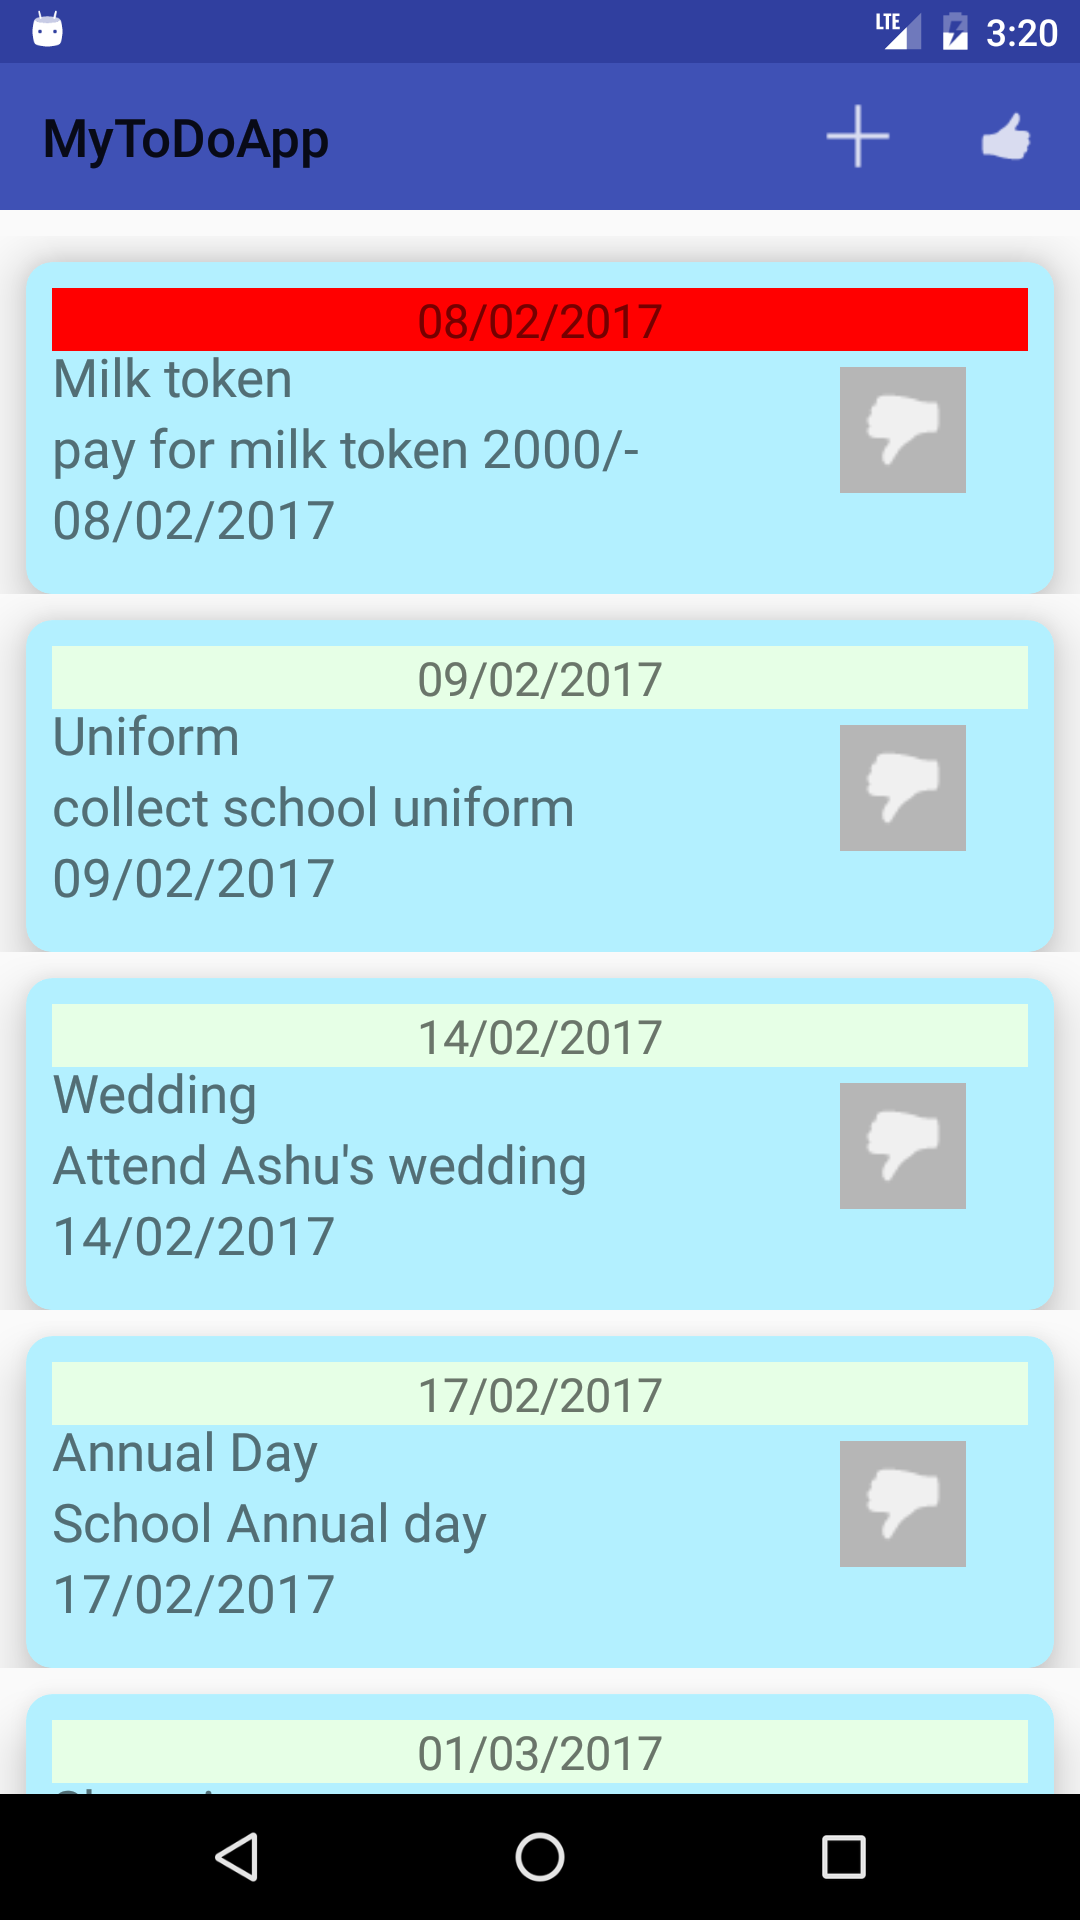 LTE 3:20
MyToDoApp
08/02/2017
Milk token
pay for milk token 2000/-
08/02/2017
09/02/2017
Uniform
collect school uniform
09/02/2017
14/02/2017
Wedding
Attend Ashu's wedding
14/02/2017
17/02/2017
Annual Day
School Annual day
17/02/2017
01/03/2017